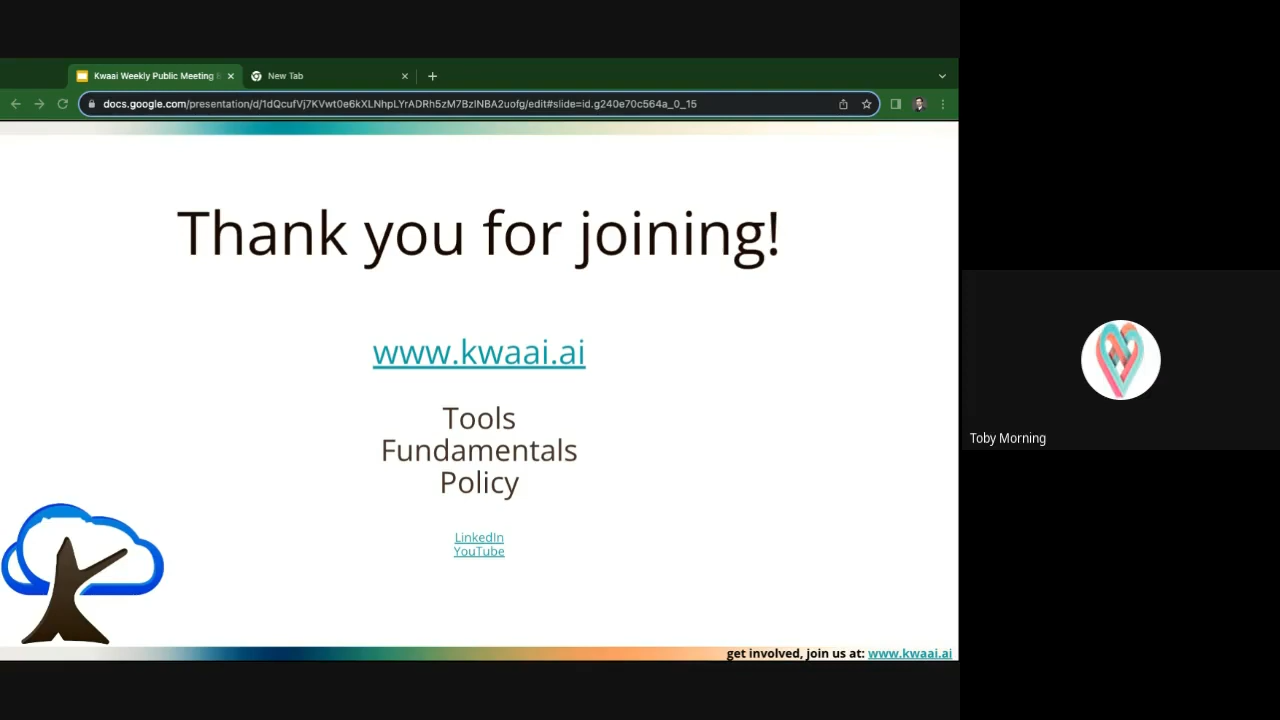 Kwaai Weekly Public Meeting
New Tab
docs.google.com/presentation/d/1dQcufVj7KVwt0e6kXLNhpLYrADRh5zM7BzINBA2uofg/edit#slide=id.g240e70c564a_0_15
Thank you for joining!
www.kwaai.ai
Tools
Fundamentals
Policy
LinkedIn
YouTube
get involved, join us at: www.kwaai.ai
Toby Morning